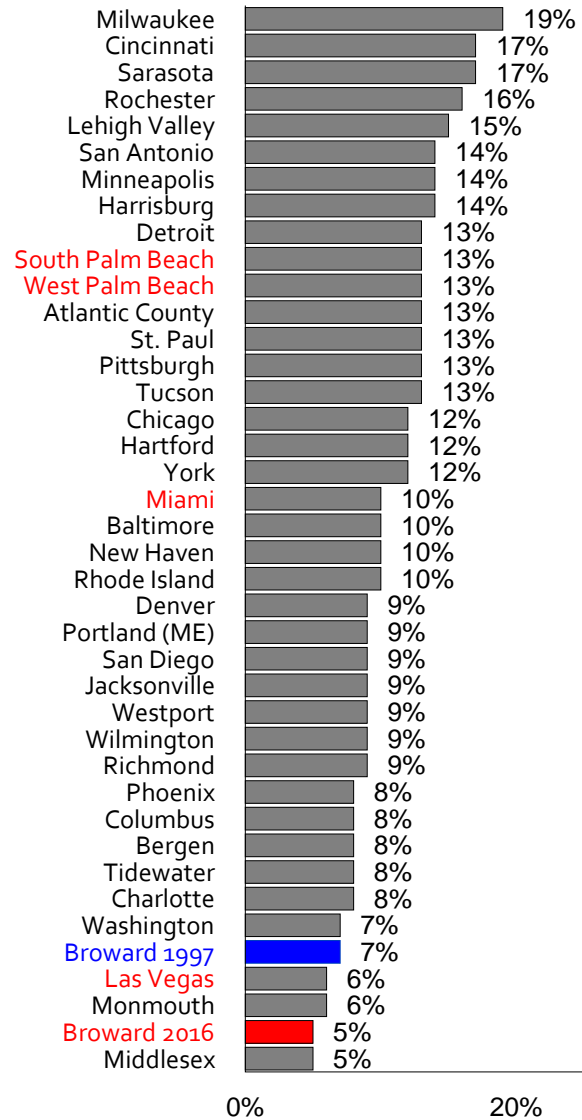 Milwaukee 19%
Cincinnati 17%
Sarasota 17%
Rochester 16%
Lehigh Valley 15%
San Antonio 14%
Minneapolis 14%
Harrisburg 14%
Detroit 13%
South Palm Beach 13%
West Palm Beach 13%
Atlantic County 13%
St. Paul 13%
Pittsburgh 13%
Tucson 13%
Chicago 12%
Hartford 12%
York 12%
Miami 10%
Baltimore 10%
New Haven 10%
Rhode Island 10%
Denver 9%
Portland (ME) 9%
San Diego 9%
Jacksonville 9%
Westport 9%
Wilmington 9%
Richmond 9%
Phoenix 8%
Columbus 8%
Bergen 8%
Tidewater 8%
Charlotte 8%
Washington 7%
Broward 1997 7%
Las Vegas 6%
Monmouth 6%
Broward 2016 5%
Middlesex 5%
0% 20%